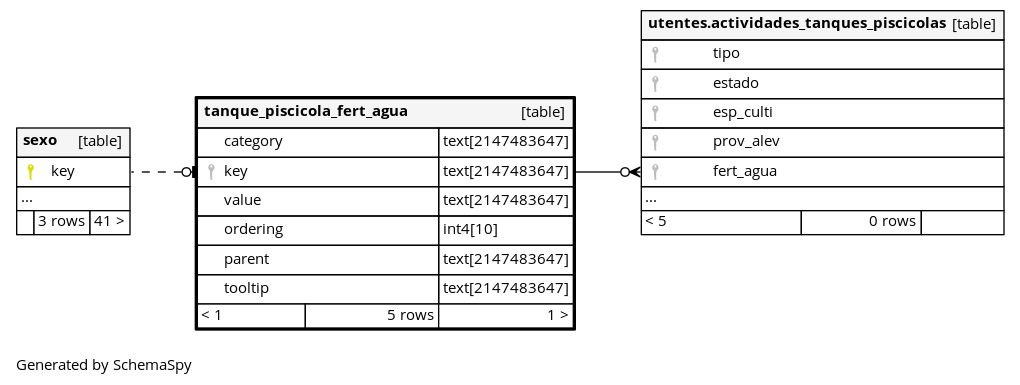 sexo [table]
key
...
3 rows 41 >
tanque_piscicola_fert_agua [table]
category text[2147483647]
key text[2147483647]
value text[2147483647]
ordering int4[10]
parent text[2147483647]
tooltip text[2147483647]
< 1 5 rows 1 >
utentes.actividades_tanques_piscicolas [table]
tipo
estado
esp_culti
prov_alev
fert_agua
...
< 5 0 rows
Generated by SchemaSpy